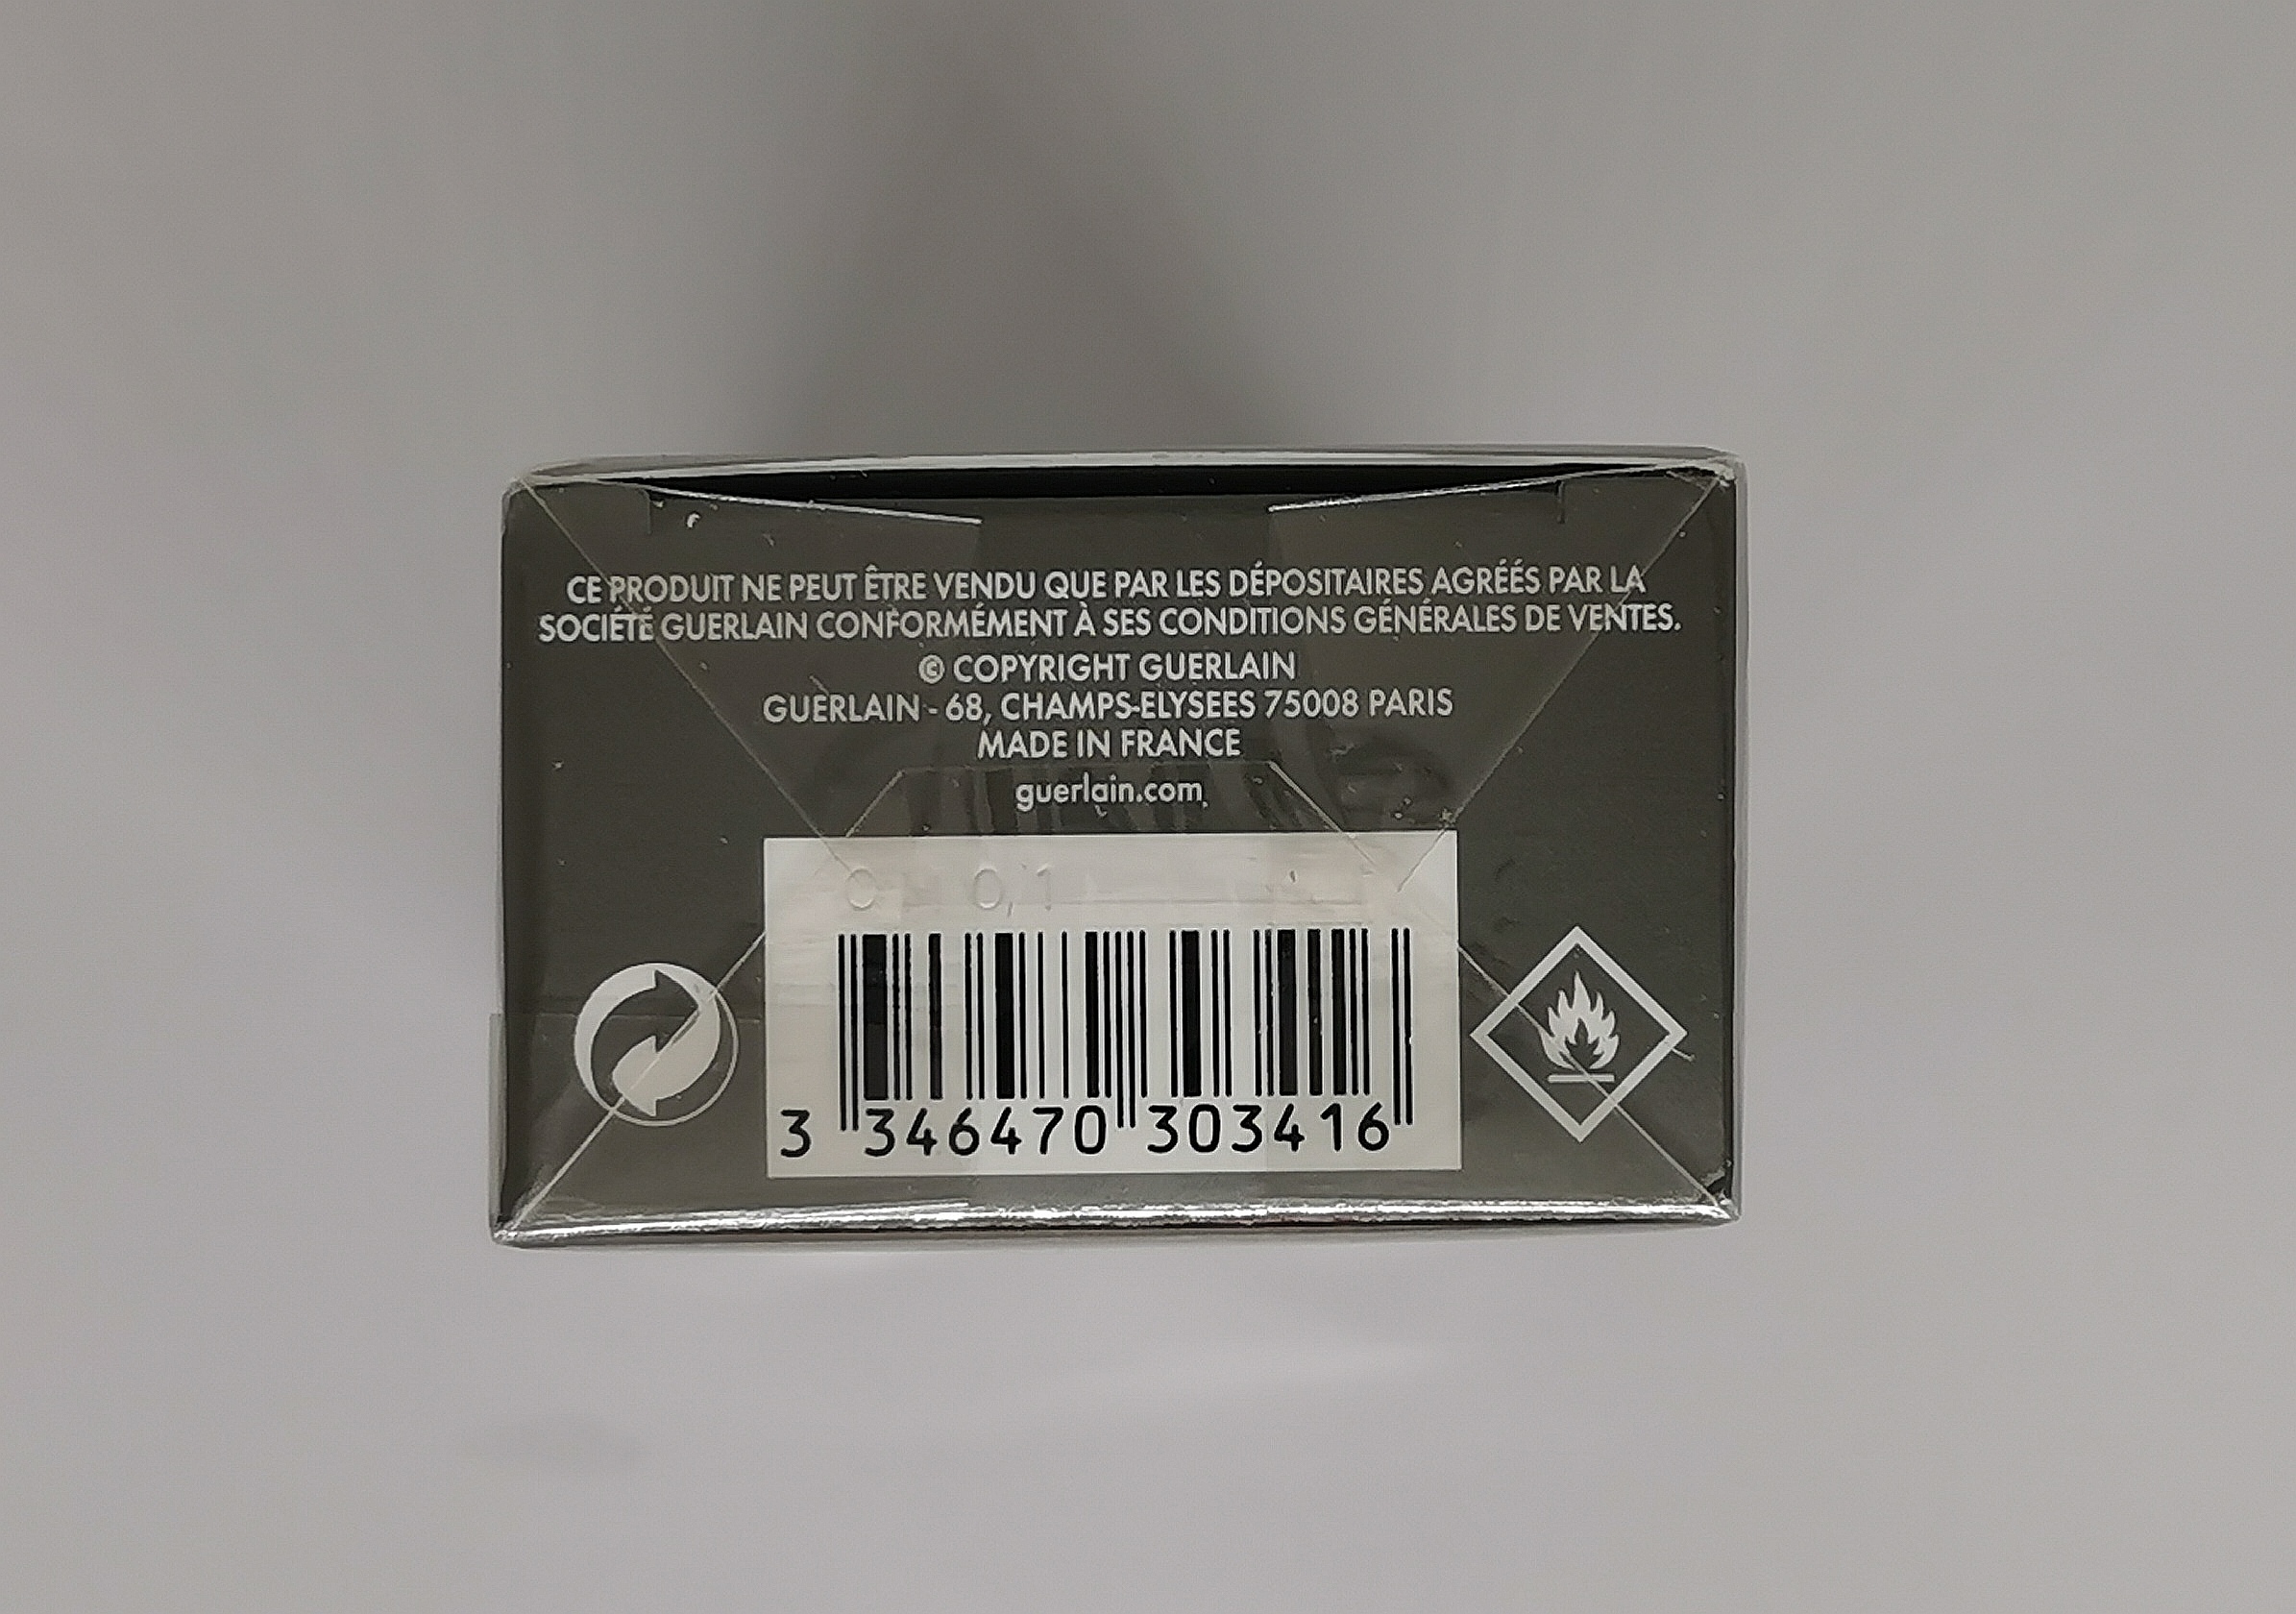 CE PRODUIT NE PEUT ÊTRE VENDU QUE PAR LES DÉPOSITAIRES AGRÉÉS PAR LA
SOCIÉTÉ GUERLAIN CONFORMÉMENT À SES CONDITIONS GÉNÉRALES DE VENTES.
© COPYRIGHT GUERLAIN
GUERLAIN - 68, CHAMPS-ELYSEES 75008 PARIS
MADE IN FRANCE
guerlain.com
3 346470 303416